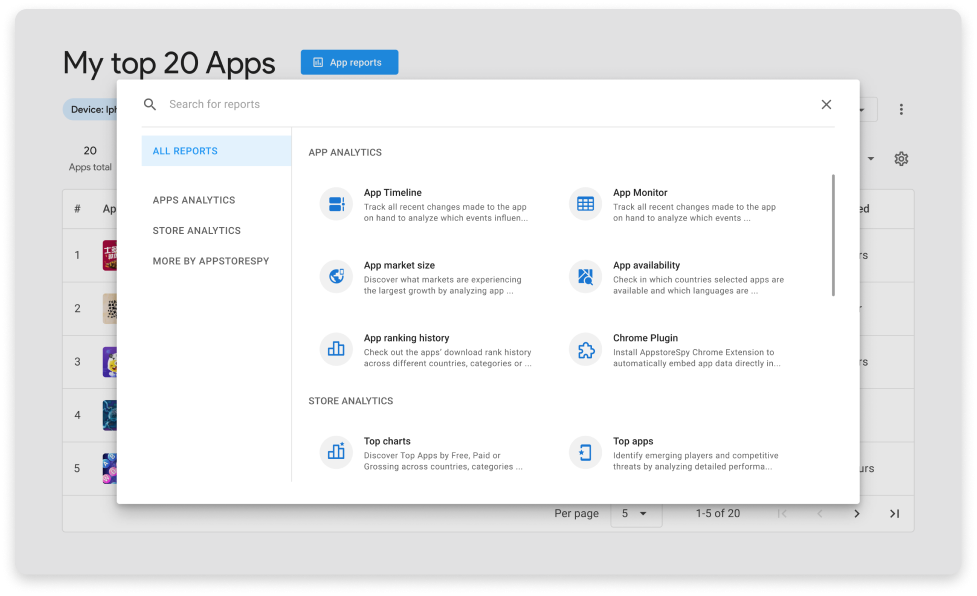 My top 20 Apps
App reports
Search for reports
Device: Iph
20
Apps total
ALL REPORTS
APPS ANALYTICS
STORE ANALYTICS
MORE BY APPSTORESPY
APP ANALYTICS
App Timeline
Track all recent changes made to the app
on hand to analyze which events influen...
App Monitor
Track all recent changes made to the app
on hand to analyze which events ...
App market size
Discover what markets are experiencing
the largest growth by analyzing app ...
App availability
Check in which countries selected apps are
available and which languages are ...
App ranking history
Check out the apps' download rank history
across different countries, categories or ...
Chrome Plugin
Install AppstoreSpy Chrome Extension to
automatically embed app data directly in...
STORE ANALYTICS
Top charts
Discover Top Apps by Free, Paid or
Grossing across countries, categories ...
Top apps
Identify emerging players and competitive
threats by analyzing detailed performa...
# Ap ed
1 rs
2
3 rs
4
5 urs
Per page 5 1-5 of 20